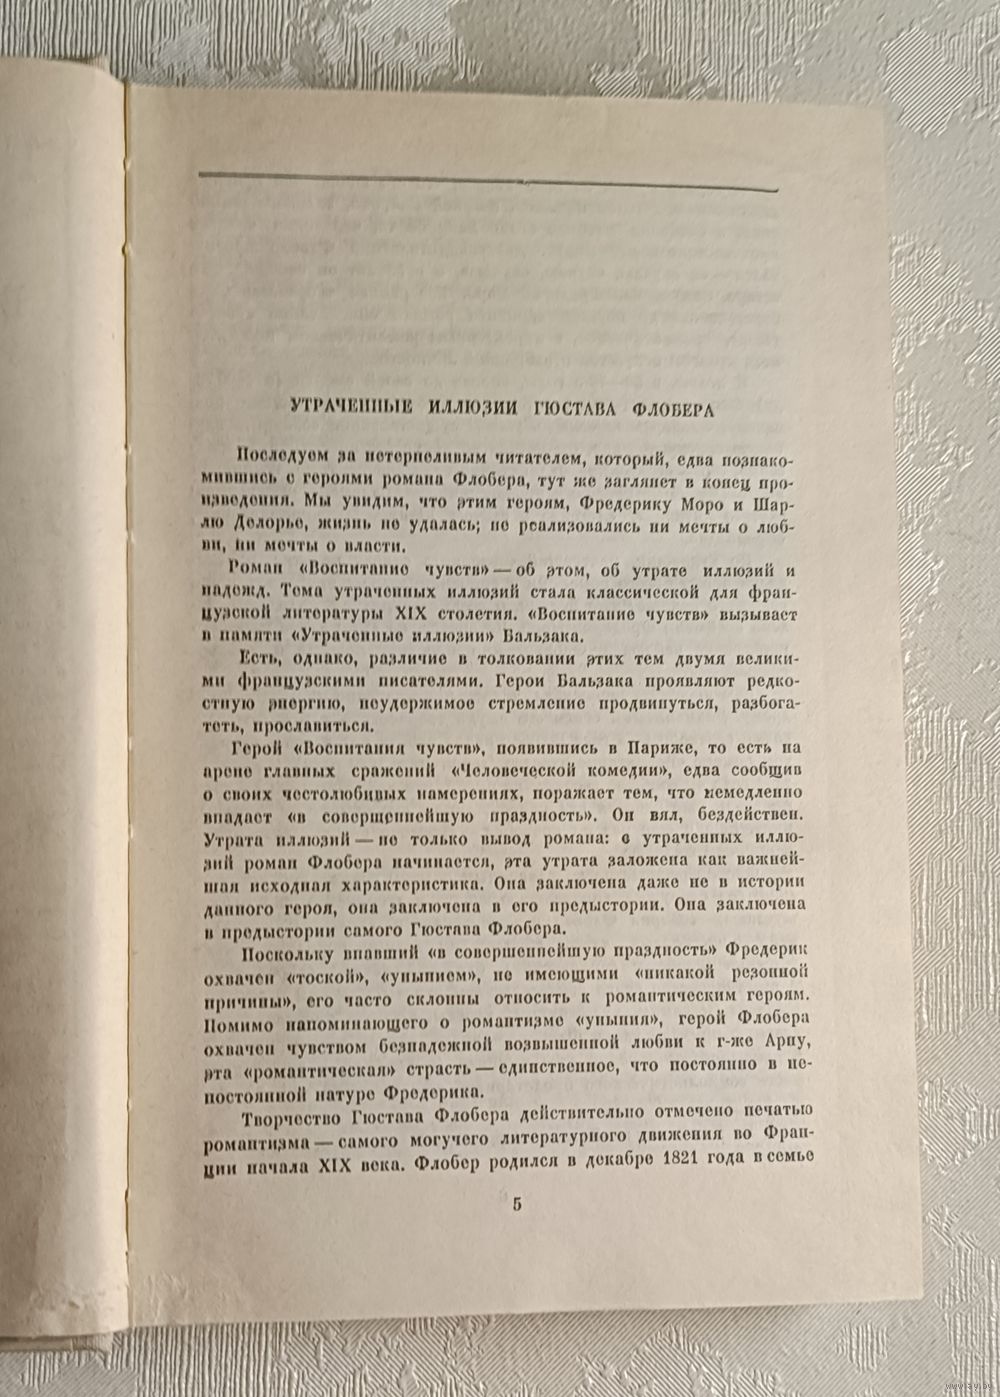 УТРАЧЕННЫЕ ИЛЛЮЗИИ ГЮСТАВА ФЛОБЕРА
Последуем за нетерпеливым читателем, который, едва познако-
мившись с героями романа Флобера, тут же заглянет в конец про-
изведения. Мы увидим, что этим героям, Фредерику Моро и Шар-
лю Делорье, жизнь не удалась; не реализовались ни мечты о люб-
ви, ни мечты о власти.
Роман «Воспитание чувств» — об этом, об утрате иллюзий и
надежд. Тема утраченных иллюзий стала классической для фран-
цузской литературы XIX столетия. «Воспитание чувств» вызывает
в памяти «Утраченные иллюзии» Бальзака.
Есть, однако, различие в толковании этих тем двумя велики-
ми французскими писателями. Герои Бальзака проявляют редко-
стную энергию, неудержимое стремление продвинуться, разбога-
теть, прославиться.
Герой «Воспитания чувств», появившись в Париже, то есть на
арене главных сражений «Человеческой комедии», едва сообщив
о своих честолюбивых намерениях, поражает тем, что немедленно
впадает «в совершеннейшую праздность». Он вял, бездействен.
Утрата иллюзий — не только вывод романа: с утраченных иллю-
зий роман Флобера начинается, эта утрата заложена как важней-
шая исходная характеристика. Она заключена даже не в истории
данного героя, она заключена в его предыстории. Она заключена
в предыстории самого Гюстава Флобера.
Поскольку впавший «в совершеннейшую праздность» Фредерик
охвачен «тоской», «унынием», не имеющими «никакой резонной
причины», его часто склонны относить к романтическим героям.
Помимо напоминающего о романтизме «уныния», герой Флобера
охвачен чувством безнадежной возвышенной любви к г-же Арну,
эта «романтическая» страсть — единственное, что постоянно в не-
постоянной натуре Фредерика.
Творчество Гюстава Флобера действительно отмечено печатью
романтизма — самого могучего литературного движения во Фран-
ции начала XIX века. Флобер родился в декабре 1821 года в семье
5